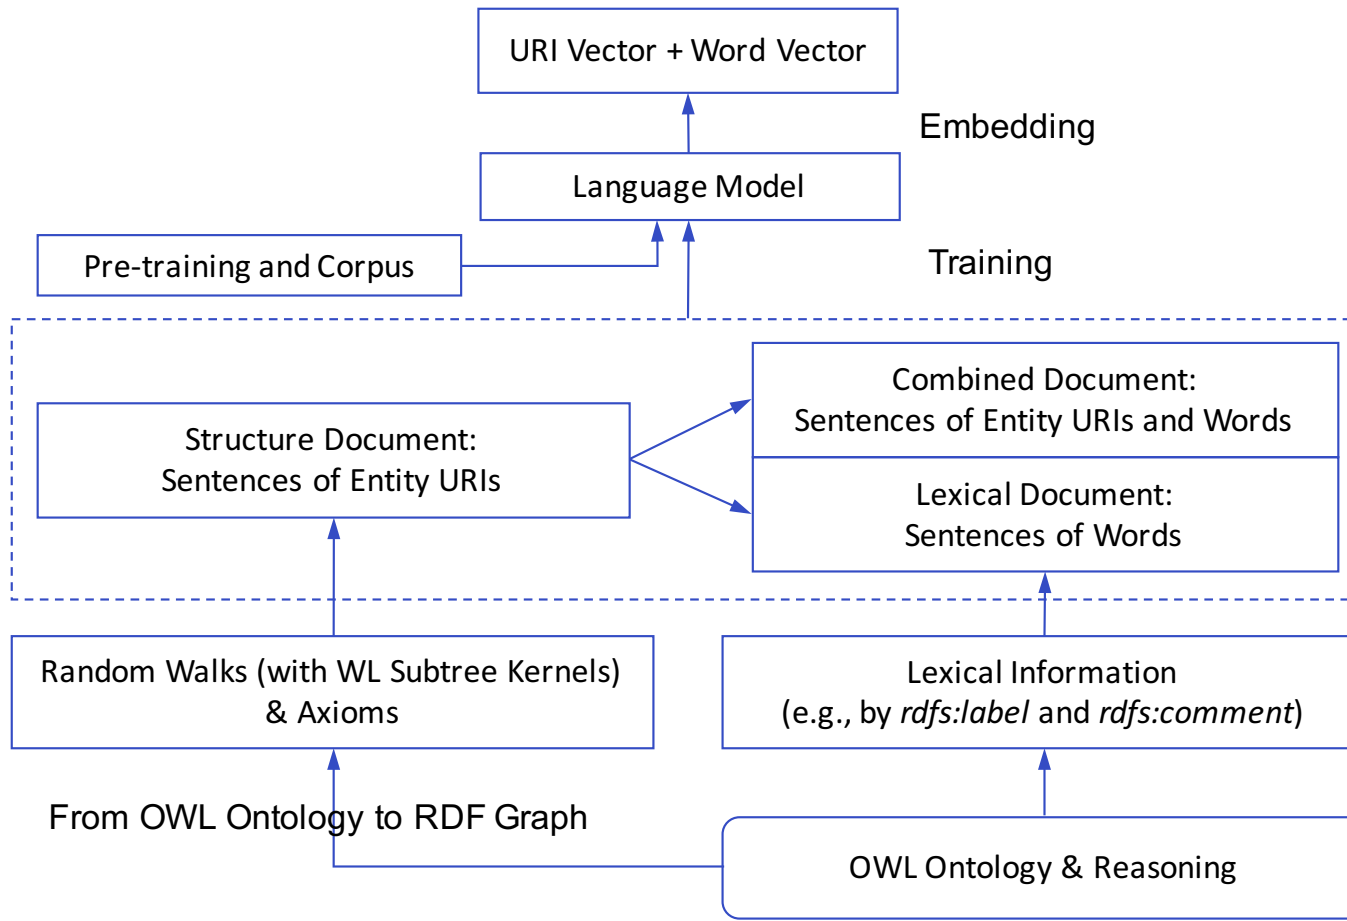 URI Vector + Word Vector
Embedding
Language Model
Pre-training and Corpus
Training
Combined Document:
Sentences of Entity URIs and Words
Structure Document:
Sentences of Entity URIs
Lexical Document:
Sentences of Words
Random Walks (with WL Subtree Kernels)
& Axioms
Lexical Information
(e.g., by rdfs:label and rdfs:comment)
From OWL Ontology to RDF Graph
OWL Ontology & Reasoning